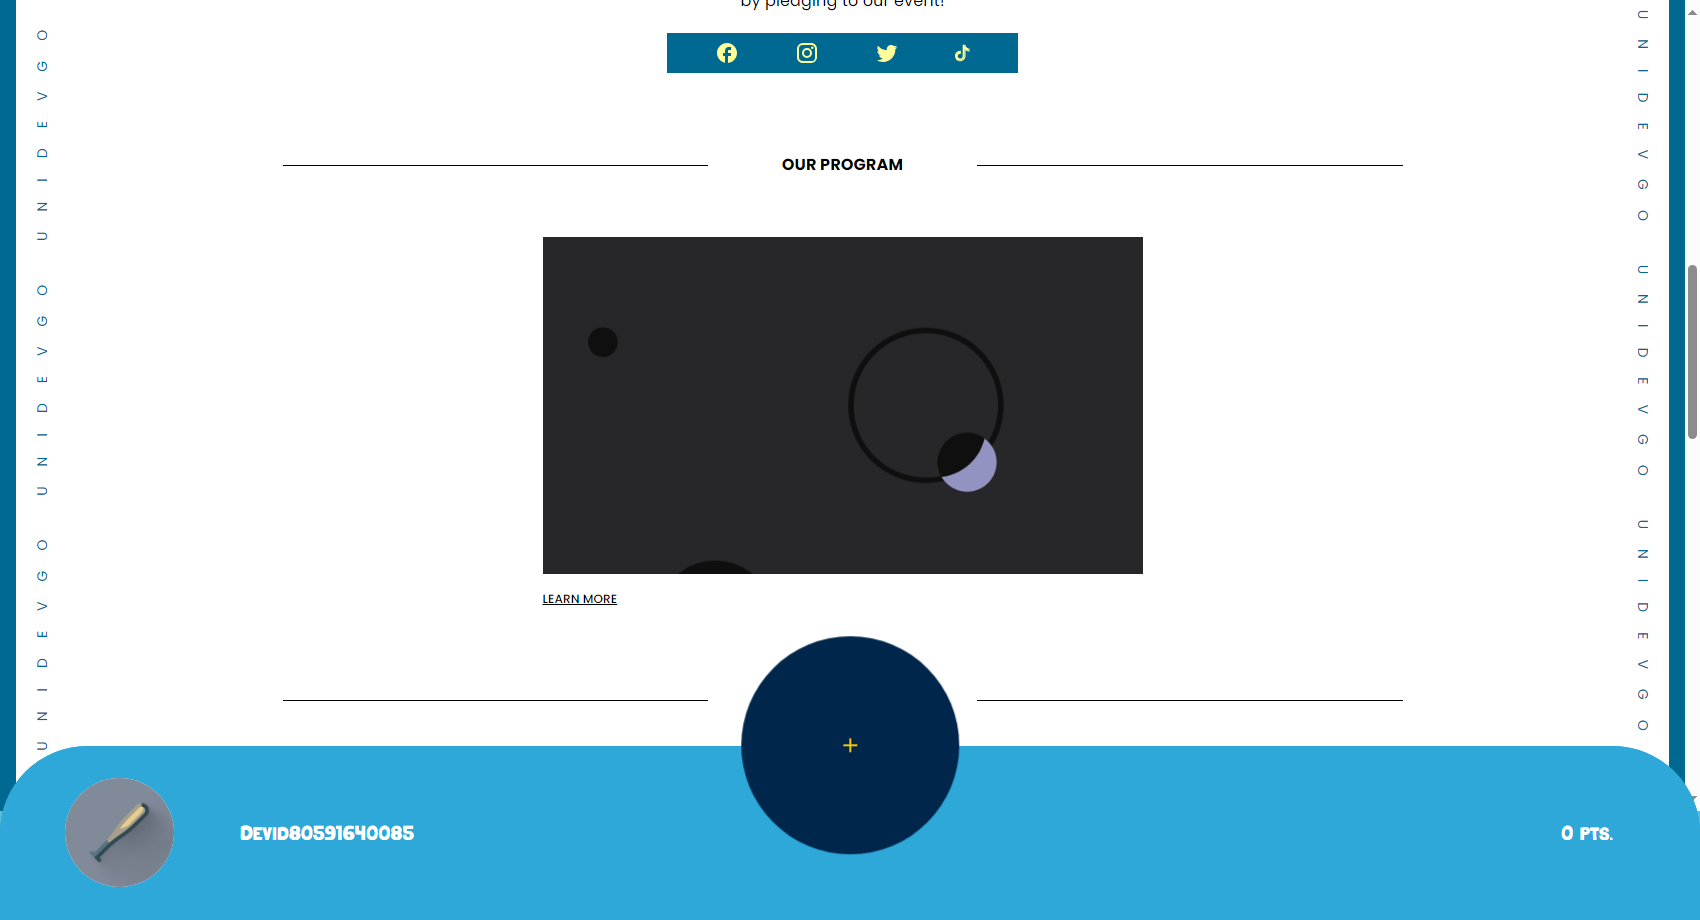 by pledging to our event!
OUR PROGRAM
LEARN MORE
UNIDEVGO UNIDEVGO UNIDEVGO
UNIDEVGO UNIDEVGO UNIDEVGO
+
Devid80591640085
0 pts.